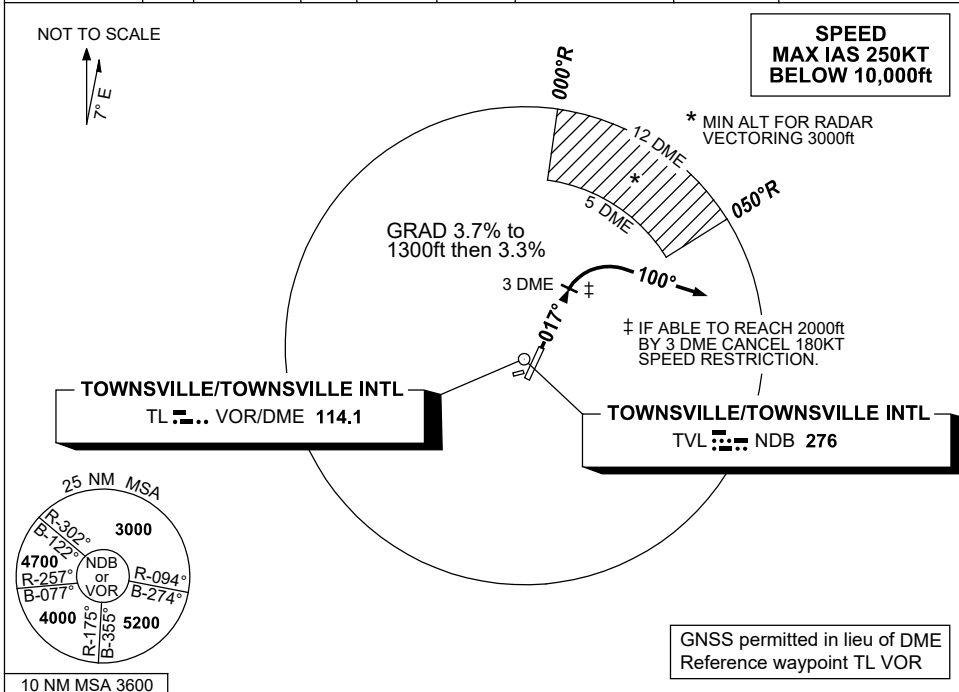 NOT TO SCALE
7° E
SPEED
MAX IAS 250KT
BELOW 10,000ft
000°R
12 DME
* MIN ALT FOR RADAR
VECTORING 3000ft
*
5 DME
050°R
GRAD 3.7% to
1300ft then 3.3%
3 DME
‡
100°
017°
‡ IF ABLE TO REACH 2000ft
BY 3 DME CANCEL 180KT
SPEED RESTRICTION.
TOWNSVILLE/TOWNSVILLE INTL
TL VOR/DME 114.1
TOWNSVILLE/TOWNSVILLE INTL
TVL NDB 276
25 NM MSA
R-302°
B-122°
3000
4700
NDB
or
VOR
R-257°
B-077°
R-094°
B-274°
4000
R-175°
B-355°
5200
10 NM MSA 3600
GNSS permitted in lieu of DME
Reference waypoint TL VOR